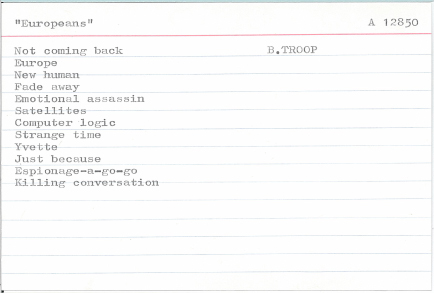 "Europeans" A 12850
Not coming back B.TROOP
Europe
New human
Fade away
Emotional assassin
Satellites
Computer logic
Strange time
Yvette
Just because
Espionage-a-go-go
Killing conversation